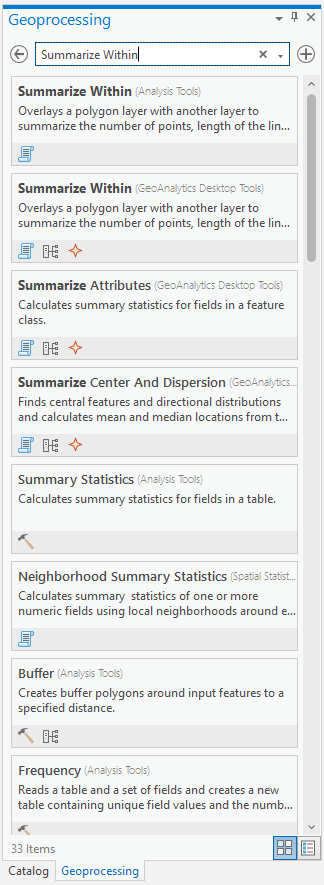 Geoprocessing
Summarize Within
Summarize Within (Analysis Tools)
Overlays a polygon layer with another layer to
summarize the number of points, length of the lin...
Summarize Within (GeoAnalytics Desktop Tools)
Overlays a polygon layer with another layer to
summarize the number of points, length of the lin...
Summarize Attributes (GeoAnalytics Desktop Tools)
Calculates summary statistics for fields in a feature
class.
Summarize Center And Dispersion (GeoAnalytics...
Finds central features and directional distributions
and calculates mean and median locations from t...
Summary Statistics (Analysis Tools)
Calculates summary statistics for fields in a table.
Neighborhood Summary Statistics (Spatial Statist...
Calculates summary statistics of one or more
numeric fields using local neighborhoods around e...
Buffer (Analysis Tools)
Creates buffer polygons around input features to a
specified distance.
Frequency (Analysis Tools)
Reads a table and a set of fields and creates a new
table containing unique field values and the numb...
33 Items
Catalog Geoprocessing